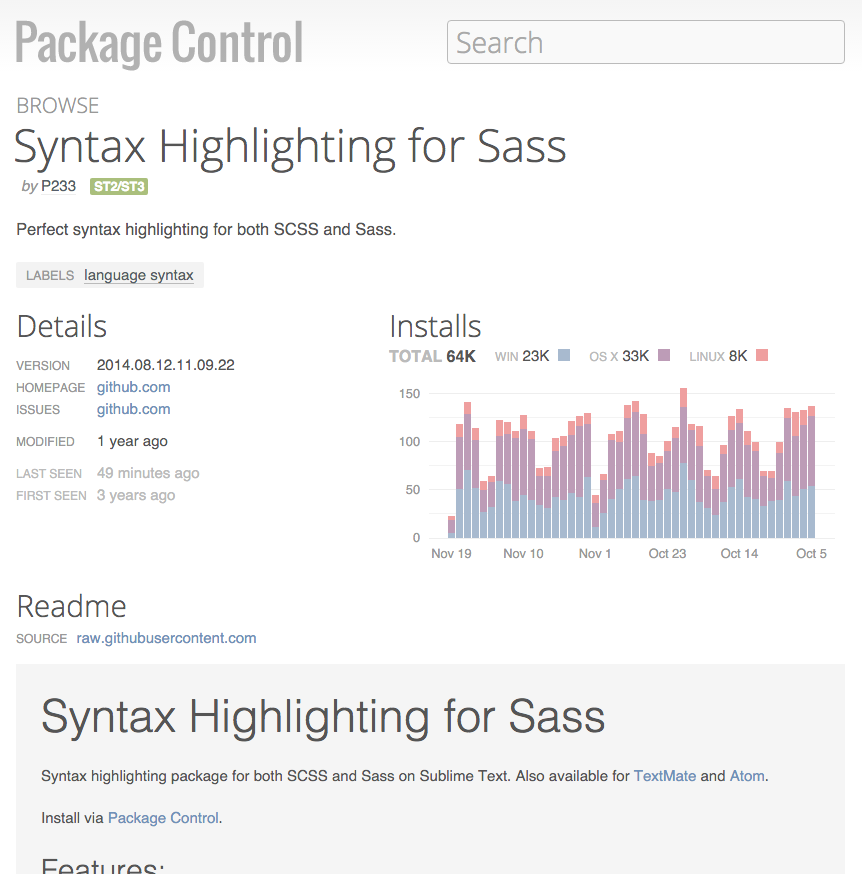 Package Control
Search
BROWSE
Syntax Highlighting for Sass
by P233 ST2/ST3
Perfect syntax highlighting for both SCSS and Sass.
LABELS language syntax
Details
VERSION 2014.08.12.11.09.22
HOMEPAGE github.com
ISSUES github.com
MODIFIED 1 year ago
LAST SEEN 49 minutes ago
FIRST SEEN 3 years ago
Installs
TOTAL 64K WIN 23K OS X 33K LINUX 8K
150
100
50
0
Nov 19 Nov 10 Nov 1 Oct 23 Oct 14 Oct 5
Readme
SOURCE raw.githubusercontent.com
Syntax Highlighting for Sass
Syntax highlighting package for both SCSS and Sass on Sublime Text. Also available for TextMate and Atom.
Install via Package Control.
Features: